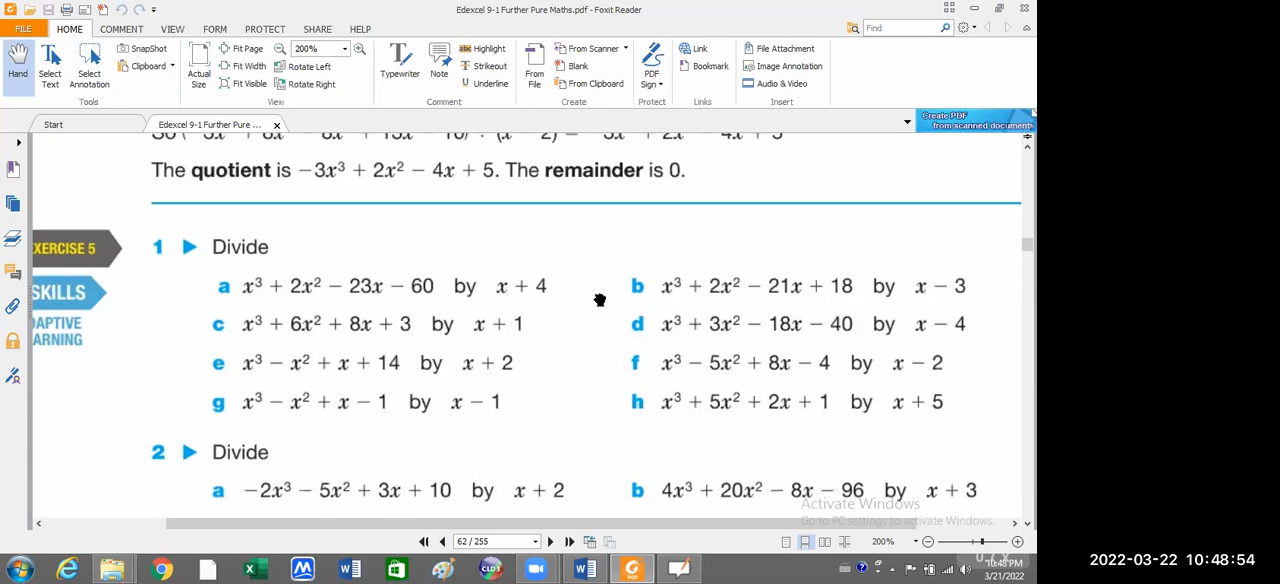 Edexcel 9-1 Further Pure Maths.pdf - Foxit Reader
FILE HOME COMMENT VIEW FORM PROTECT SHARE HELP Find
Hand Select Text Select Annotation SnapShot Clipboard Actual Size Fit Page Fit Width Fit Visible 200% Rotate Left Rotate Right Typewriter Note Highlight Strikeout Underline From File From Scanner Blank From Clipboard PDF Sign Link Bookmark File Attachment Image Annotation Audio & Video
Tools View Comment Create Protect Links Insert
Start Edexcel 9-1 Further Pure ... Create PDF from scanned documents
The quotient is −3x³ + 2x² − 4x + 5. The remainder is 0.
XERCISE 5
1 ▶ Divide
a x³ + 2x² − 23x − 60 by x + 4 b x³ + 2x² − 21x + 18 by x − 3
SKILLS
c x³ + 6x² + 8x + 3 by x + 1 d x³ + 3x² − 18x − 40 by x − 4
DAPTIVE
ARNING
e x³ − x² + x + 14 by x + 2 f x³ − 5x² + 8x − 4 by x − 2
g x³ − x² + x − 1 by x − 1 h x³ + 5x² + 2x + 1 by x + 5
2 ▶ Divide
a −2x³ − 5x² + 3x + 10 by x + 2 b 4x³ + 20x² − 8x − 96 by x + 3
Activate Windows
Go to PC settings to activate Windows.
62 / 255 200%
CLD3
10:48 PM
3/21/2022
2022-03-22 10:48:54